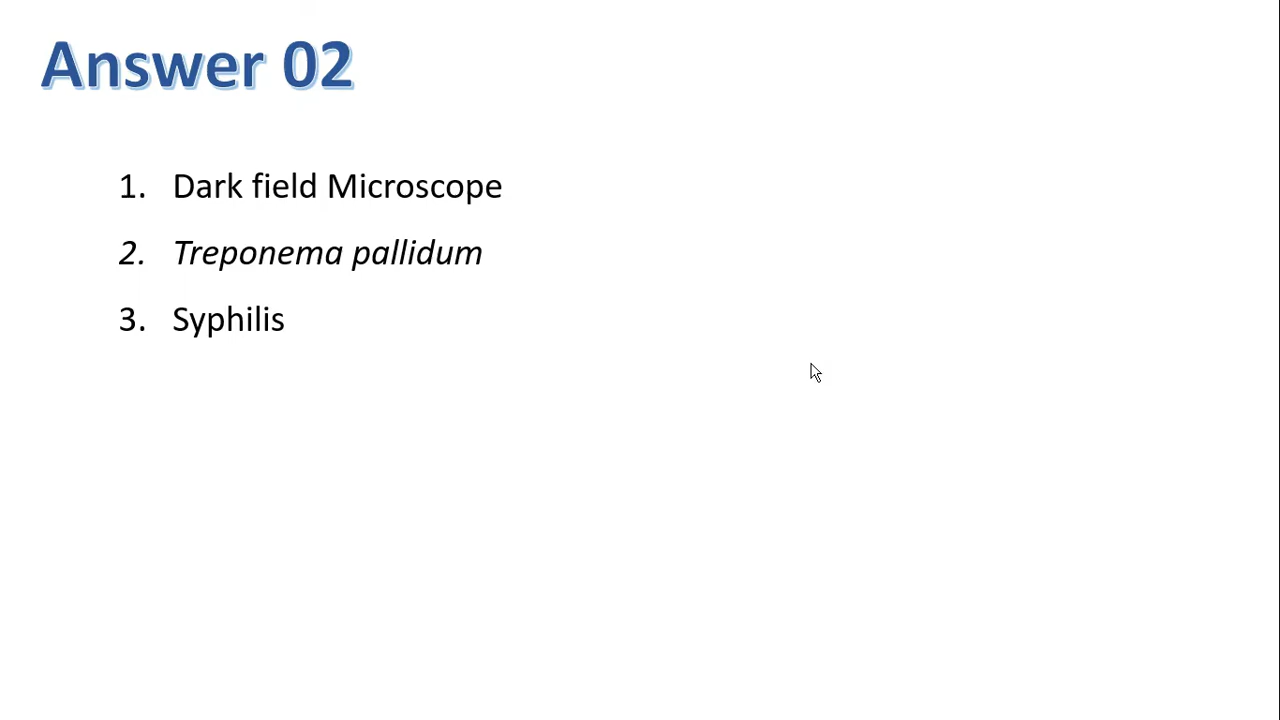 Answer 02
1. Dark field Microscope
2. Treponema pallidum
3. Syphilis